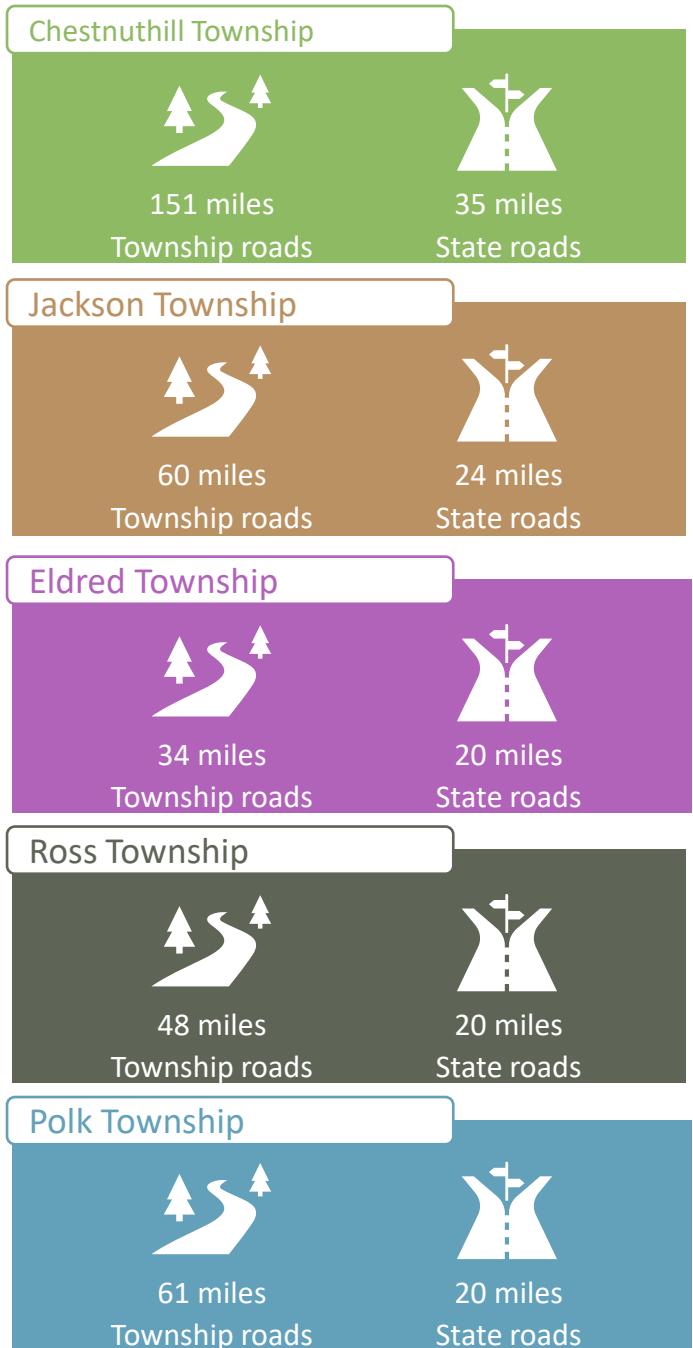 Chestnuthill Township
151 miles
Township roads
35 miles
State roads
Jackson Township
60 miles
Township roads
24 miles
State roads
Eldred Township
34 miles
Township roads
20 miles
State roads
Ross Township
48 miles
Township roads
20 miles
State roads
Polk Township
61 miles
Township roads
20 miles
State roads